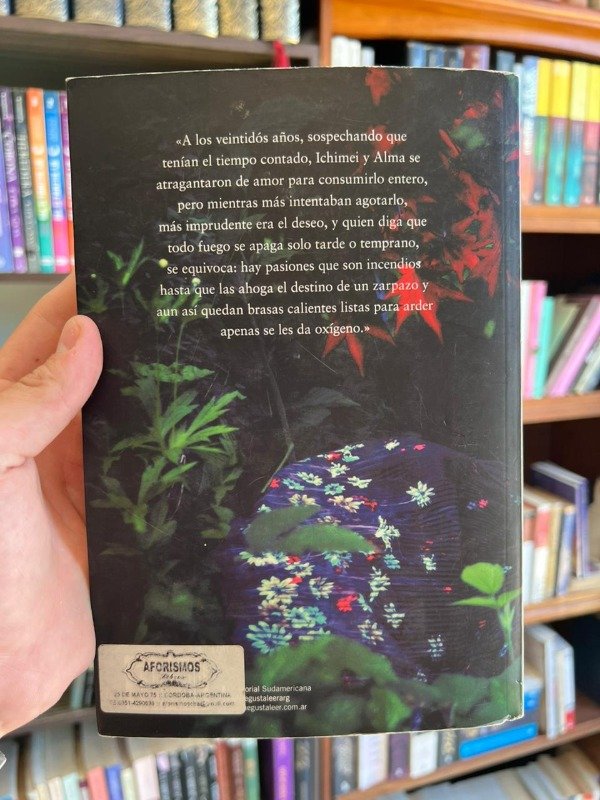 «A los veintidós años, sospechando que
tenían el tiempo contado, Ichimei y Alma se
atragantaron de amor para consumirlo entero,
pero mientras más intentaban agotarlo,
más imprudente era el deseo, y quien diga que
todo fuego se apaga solo tarde o temprano,
se equivoca: hay pasiones que son incendios
hasta que las ahoga el destino de un zarpazo y
aun así quedan brasas calientes listas para arder
apenas se les da oxígeno.»
AFORISMOS
25 DE MAYO 75 CÓRDOBA-ARGENTINA
orial Sudamericana
egustaleerarg
egustaleer.com.ar